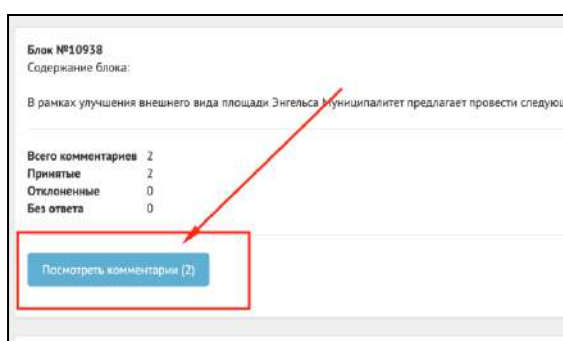 Блок №10938
Содержание блока:
В рамках улучшения внешнего вида площади Энгельса Муниципалитет предлагает провести следую
Всего комментариев 2
Принятые 2
Отклоненные 0
Без ответа 0
Посмотреть комментарии (2)